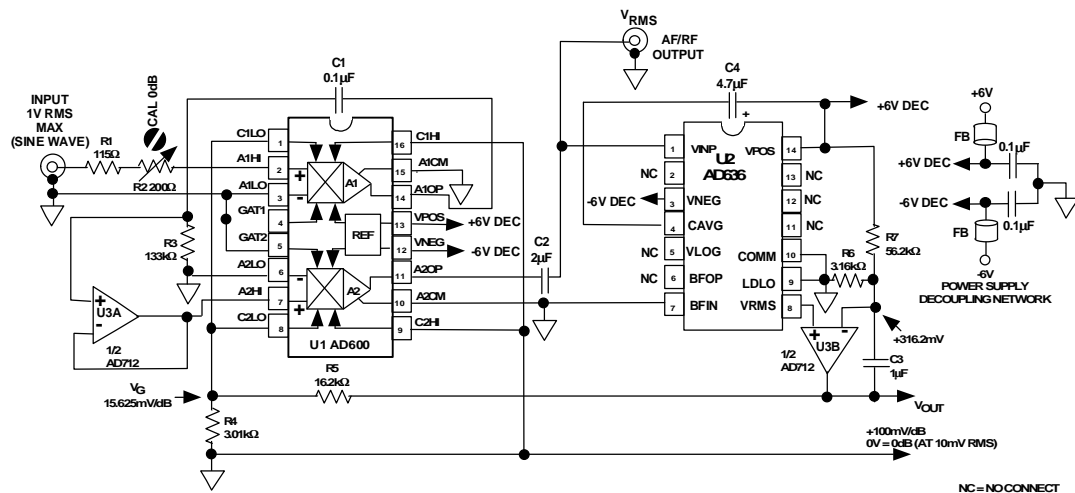 INPUT
1V RMS
MAX
(SINE WAVE)
R1
115Ω
CAL 0dB
R2 200Ω
C1
0.1µF
C1LO
A1HI
A1LO
GAT1
GAT2
A2LO
A2HI
C2LO
1
2
3
4
5
6
7
8
+
-
A1
REF
-
+
A2
U1 AD600
16
15
14
13
12
11
10
9
C1HI
A1CM
A1OP
VPOS
VNEG
A2OP
A2CM
C2HI
+6V DEC
-6V DEC
R3
133kΩ
+
-
U3A
1/2
AD712
VG
15.625mV/dB
R4
3.01kΩ
R5
16.2kΩ
C2
2µF
VRMS
AF/RF
OUTPUT
C4
4.7µF
+
+6V DEC
NC
-6V DEC
NC
NC
1
2
3
4
5
6
7
VINP
VNEG
CAVG
VLOG
BFOP
BFIN
U2
AD636
VPOS
COMM
LDLO
VRMS
14
13
12
11
10
9
8
NC
NC
NC
R6
3.16kΩ
R7
56.2kΩ
+
-
U3B
1/2
AD712
+316.2mV
C3
1µF
VOUT
+100mV/dB
0V = 0dB (AT 10mV RMS)
+6V
FB
0.1µF
+6V DEC
-6V DEC
FB
0.1µF
-6V
POWER SUPPLY
DECOUPLING NETWORK
NC = NO CONNECT